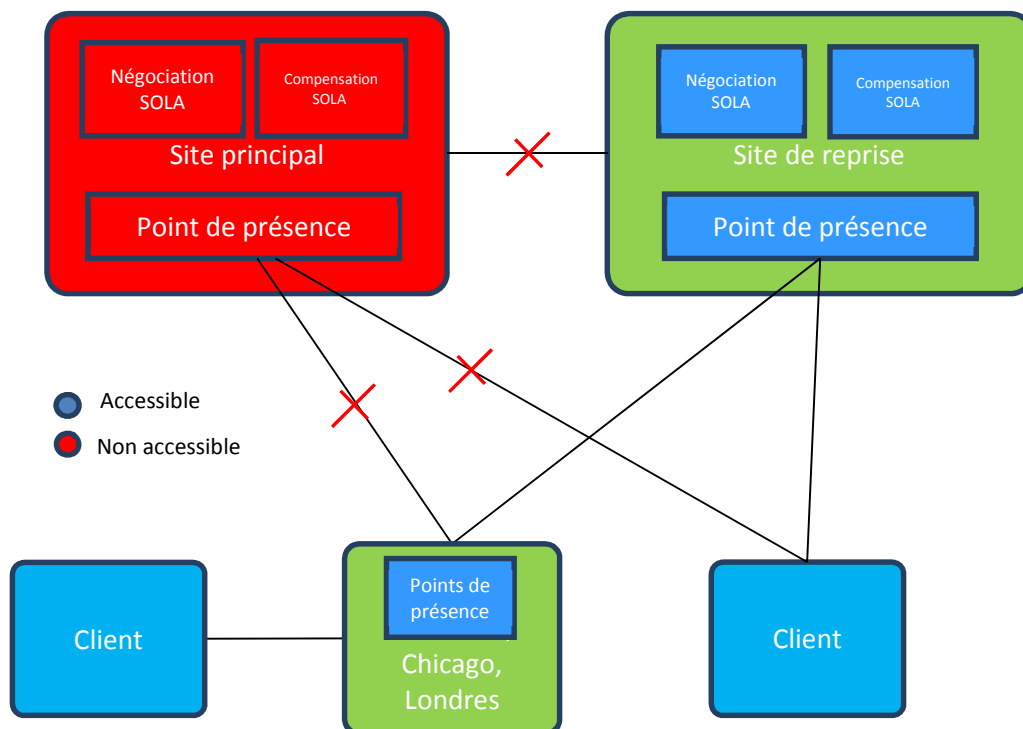 Négociation
SOLA
Compensation
SOLA
Site principal
Point de présence
Négociation
SOLA
Compensation
SOLA
Site de reprise
Point de présence
Accessible
Non accessible
Client
Points de
présence
Chicago,
Londres
Client